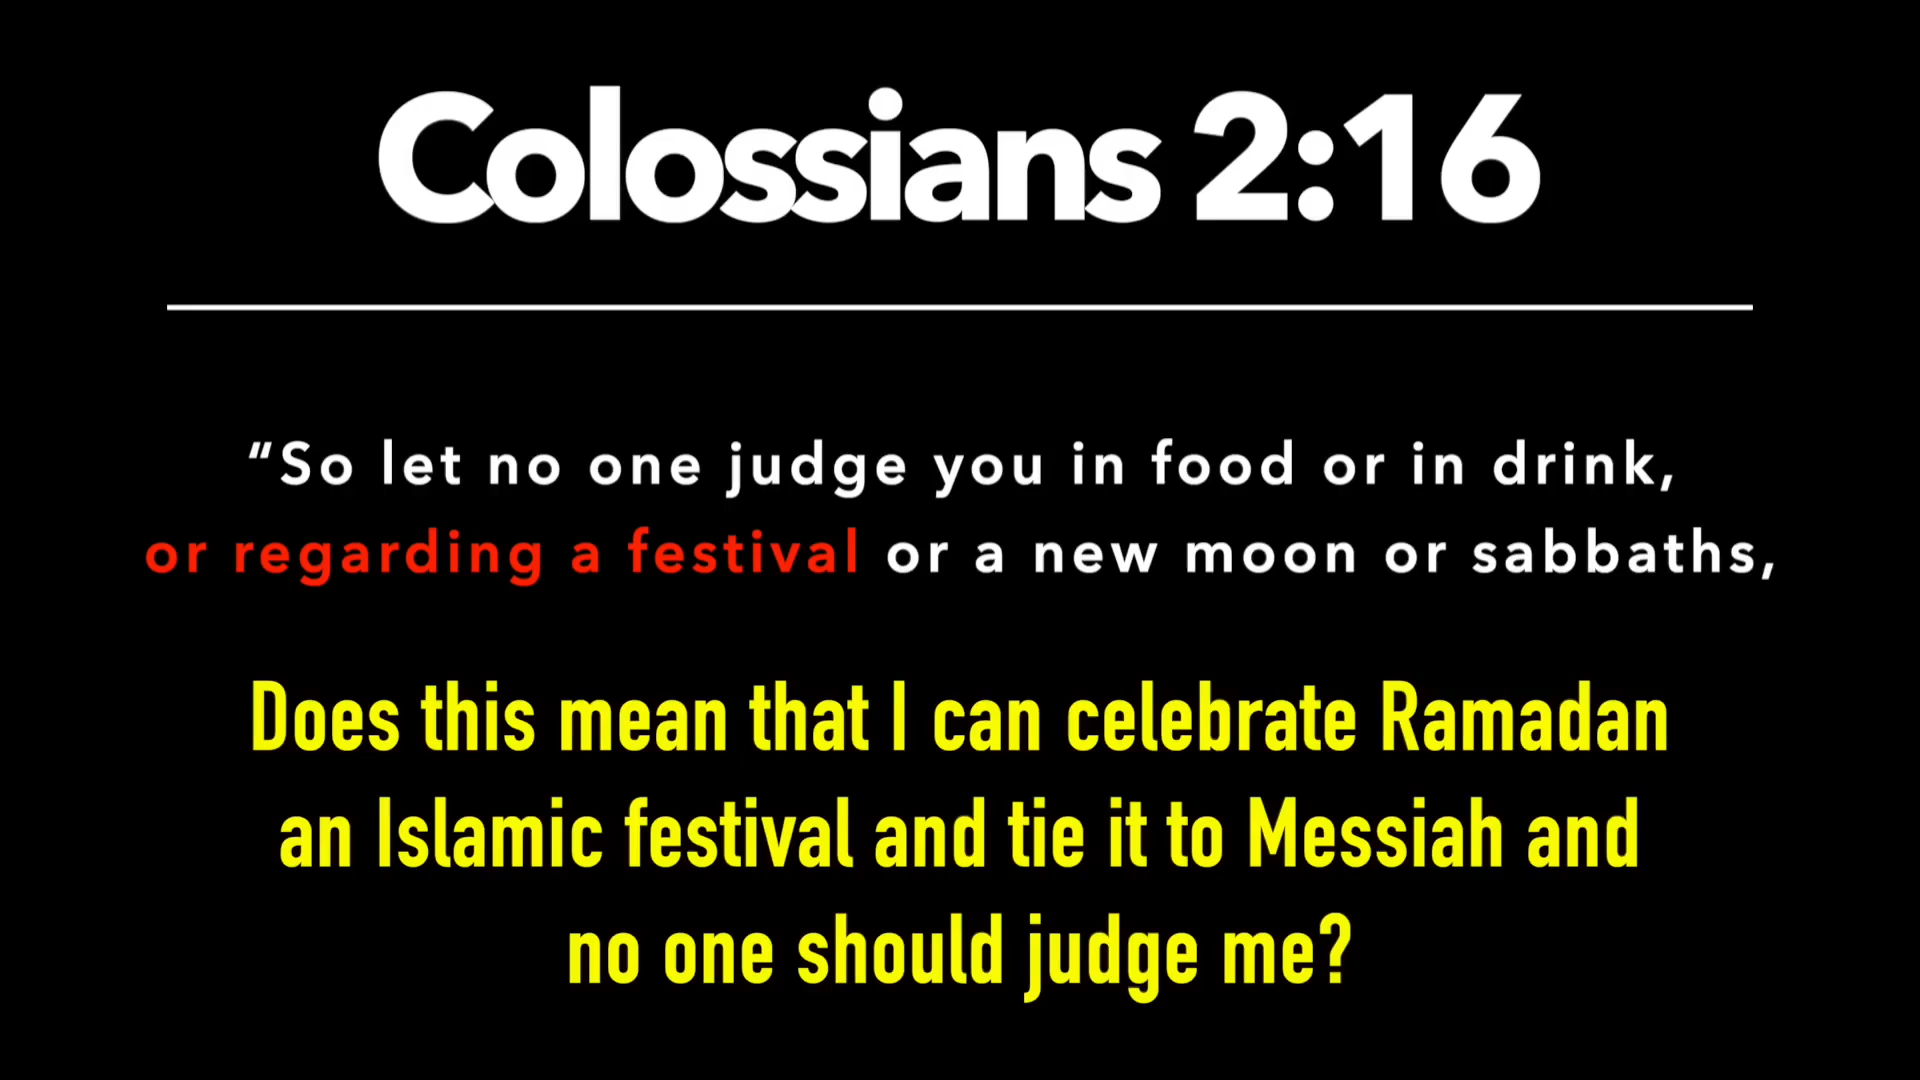 Colossians 2:16
“So let no one judge you in food or in drink,
or regarding a festival or a new moon or sabbaths,
Does this mean that I can celebrate Ramadan
an Islamic festival and tie it to Messiah and
no one should judge me?